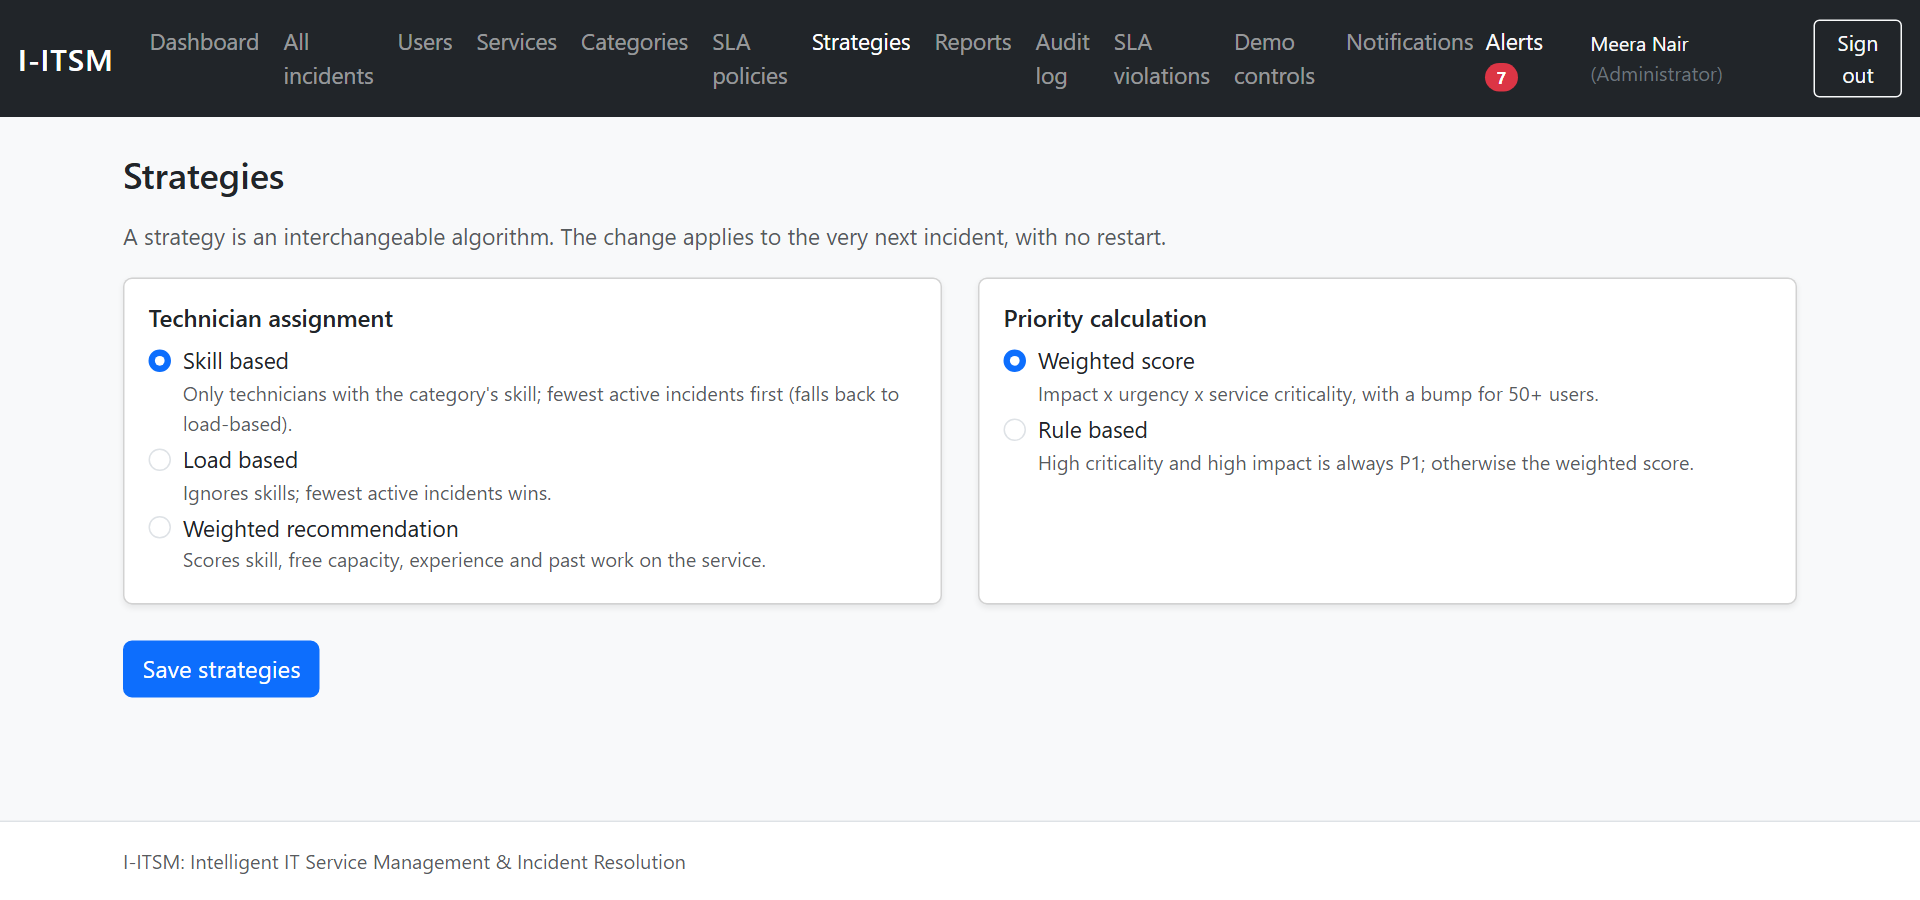 I-ITSM
Dashboard
All incidents
Users
Services
Categories
SLA policies
Strategies
Reports
Audit log
SLA violations
Demo controls
Notifications
Alerts
7
Meera Nair
(Administrator)
Sign out
Strategies
A strategy is an interchangeable algorithm. The change applies to the very next incident, with no restart.
Technician assignment
Skill based
Only technicians with the category's skill; fewest active incidents first (falls back to
load-based).
Load based
Ignores skills; fewest active incidents wins.
Weighted recommendation
Scores skill, free capacity, experience and past work on the service.
Priority calculation
Weighted score
Impact x urgency x service criticality, with a bump for 50+ users.
Rule based
High criticality and high impact is always P1; otherwise the weighted score.
Save strategies
I-ITSM: Intelligent IT Service Management & Incident Resolution